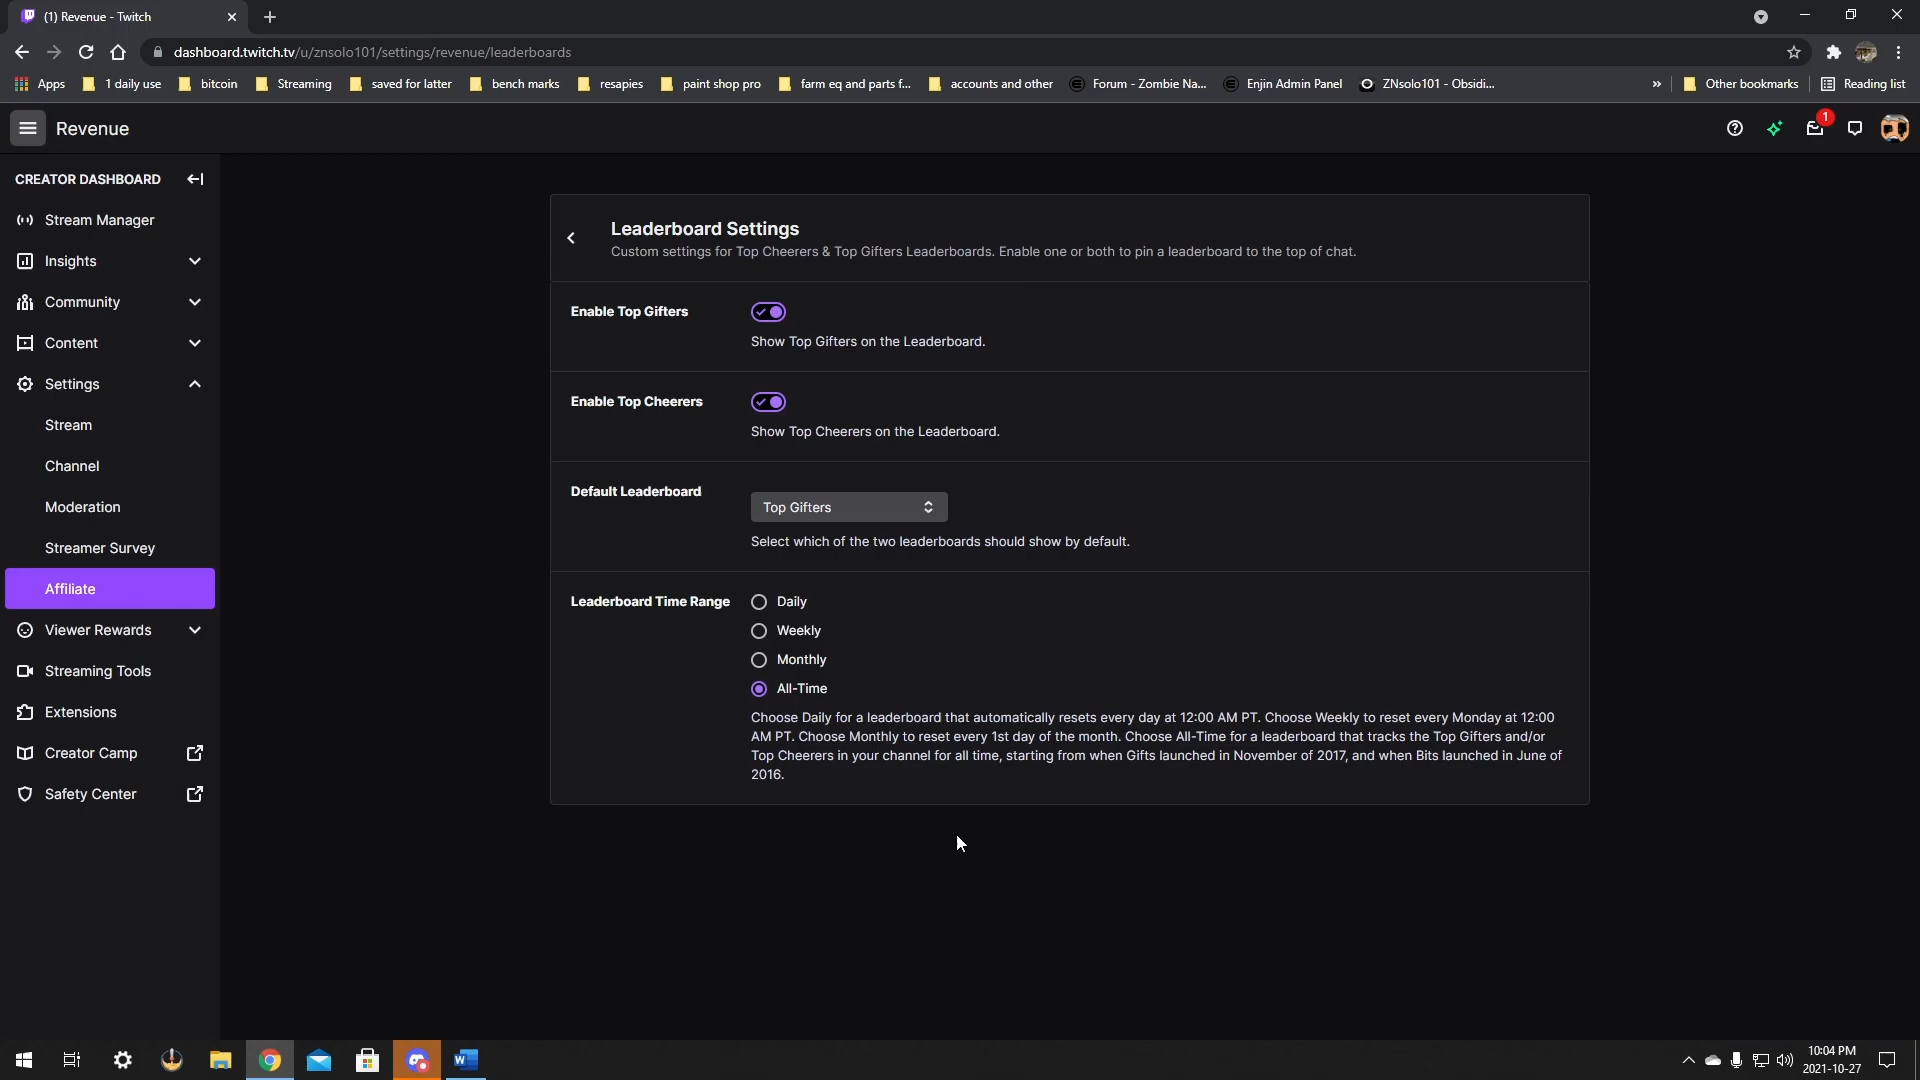 (1) Revenue - Twitch
dashboard.twitch.tv/u/znsolo101/settings/revenue/leaderboards
Apps 1 daily use bitcoin Streaming saved for latter bench marks resapies paint shop pro farm eq and parts f... accounts and other Forum - Zombie Na... Enjin Admin Panel ZNsolo101 - Obsidi... » Other bookmarks Reading list
Revenue
1
CREATOR DASHBOARD
Stream Manager
Insights
Community
Content
Settings
Stream
Channel
Moderation
Streamer Survey
Affiliate
Viewer Rewards
Streaming Tools
Extensions
Creator Camp
Safety Center
Leaderboard Settings
Custom settings for Top Cheerers & Top Gifters Leaderboards. Enable one or both to pin a leaderboard to the top of chat.
Enable Top Gifters
Show Top Gifters on the Leaderboard.
Enable Top Cheerers
Show Top Cheerers on the Leaderboard.
Default Leaderboard
Top Gifters
Select which of the two leaderboards should show by default.
Leaderboard Time Range
Daily
Weekly
Monthly
All-Time
Choose Daily for a leaderboard that automatically resets every day at 12:00 AM PT. Choose Weekly to reset every Monday at 12:00
AM PT. Choose Monthly to reset every 1st day of the month. Choose All-Time for a leaderboard that tracks the Top Gifters and/or
Top Cheerers in your channel for all time, starting from when Gifts launched in November of 2017, and when Bits launched in June of
2016.
W
10:04 PM
2021-10-27